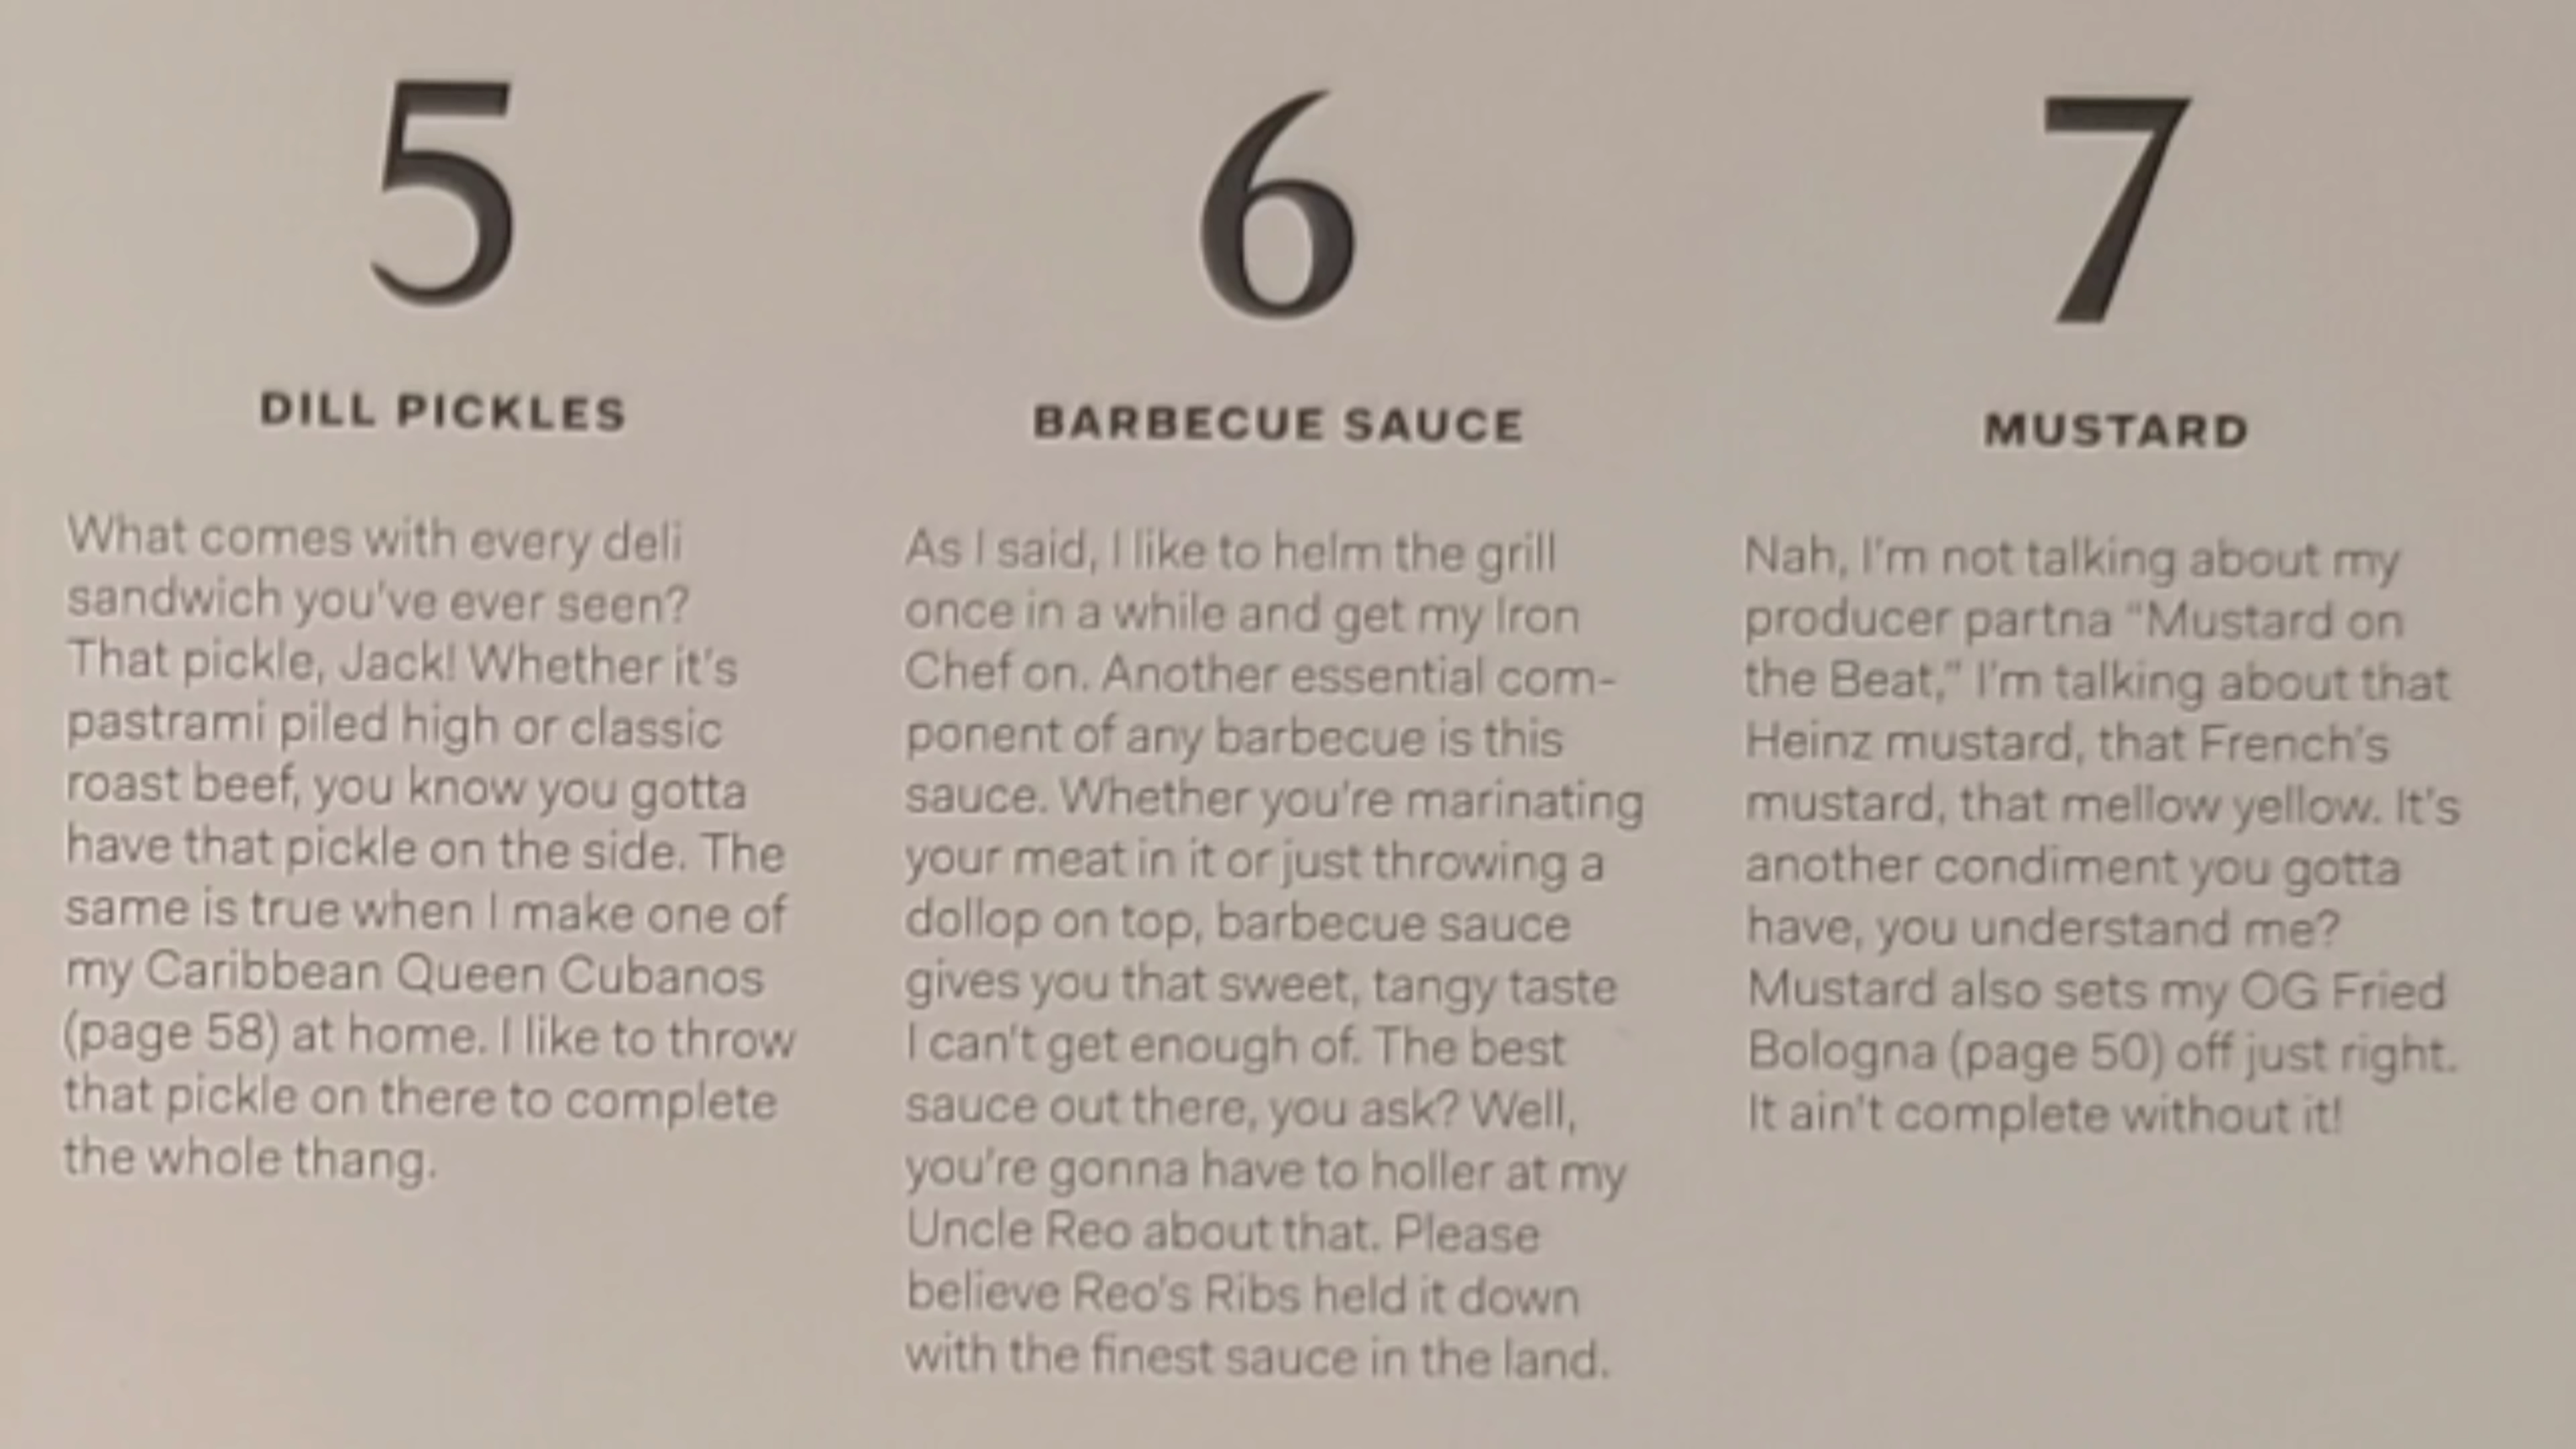 5
DILL PICKLES
What comes with every deli
sandwich you've ever seen?
That pickle, Jack! Whether it's
pastrami piled high or classic
roast beef, you know you gotta
have that pickle on the side. The
same is true when I make one of
my Caribbean Queen Cubanos
(page 58) at home. I like to throw
that pickle on there to complete
the whole thang.
6
BARBECUE SAUCE
As I said, I like to helm the grill
once in a while and get my Iron
Chef on. Another essential com-
ponent of any barbecue is this
sauce. Whether you're marinating
your meat in it or just throwing a
dollop on top, barbecue sauce
gives you that sweet, tangy taste
I can't get enough of. The best
sauce out there, you ask? Well,
you're gonna have to holler at my
Uncle Reo about that. Please
believe Reo's Ribs held it down
with the finest sauce in the land.
7
MUSTARD
Nah, I'm not talking about my
producer partna “Mustard on
the Beat,” I'm talking about that
Heinz mustard, that French's
mustard, that mellow yellow. It's
another condiment you gotta
have, you understand me?
Mustard also sets my OG Fried
Bologna (page 50) off just right.
It ain't complete without it!